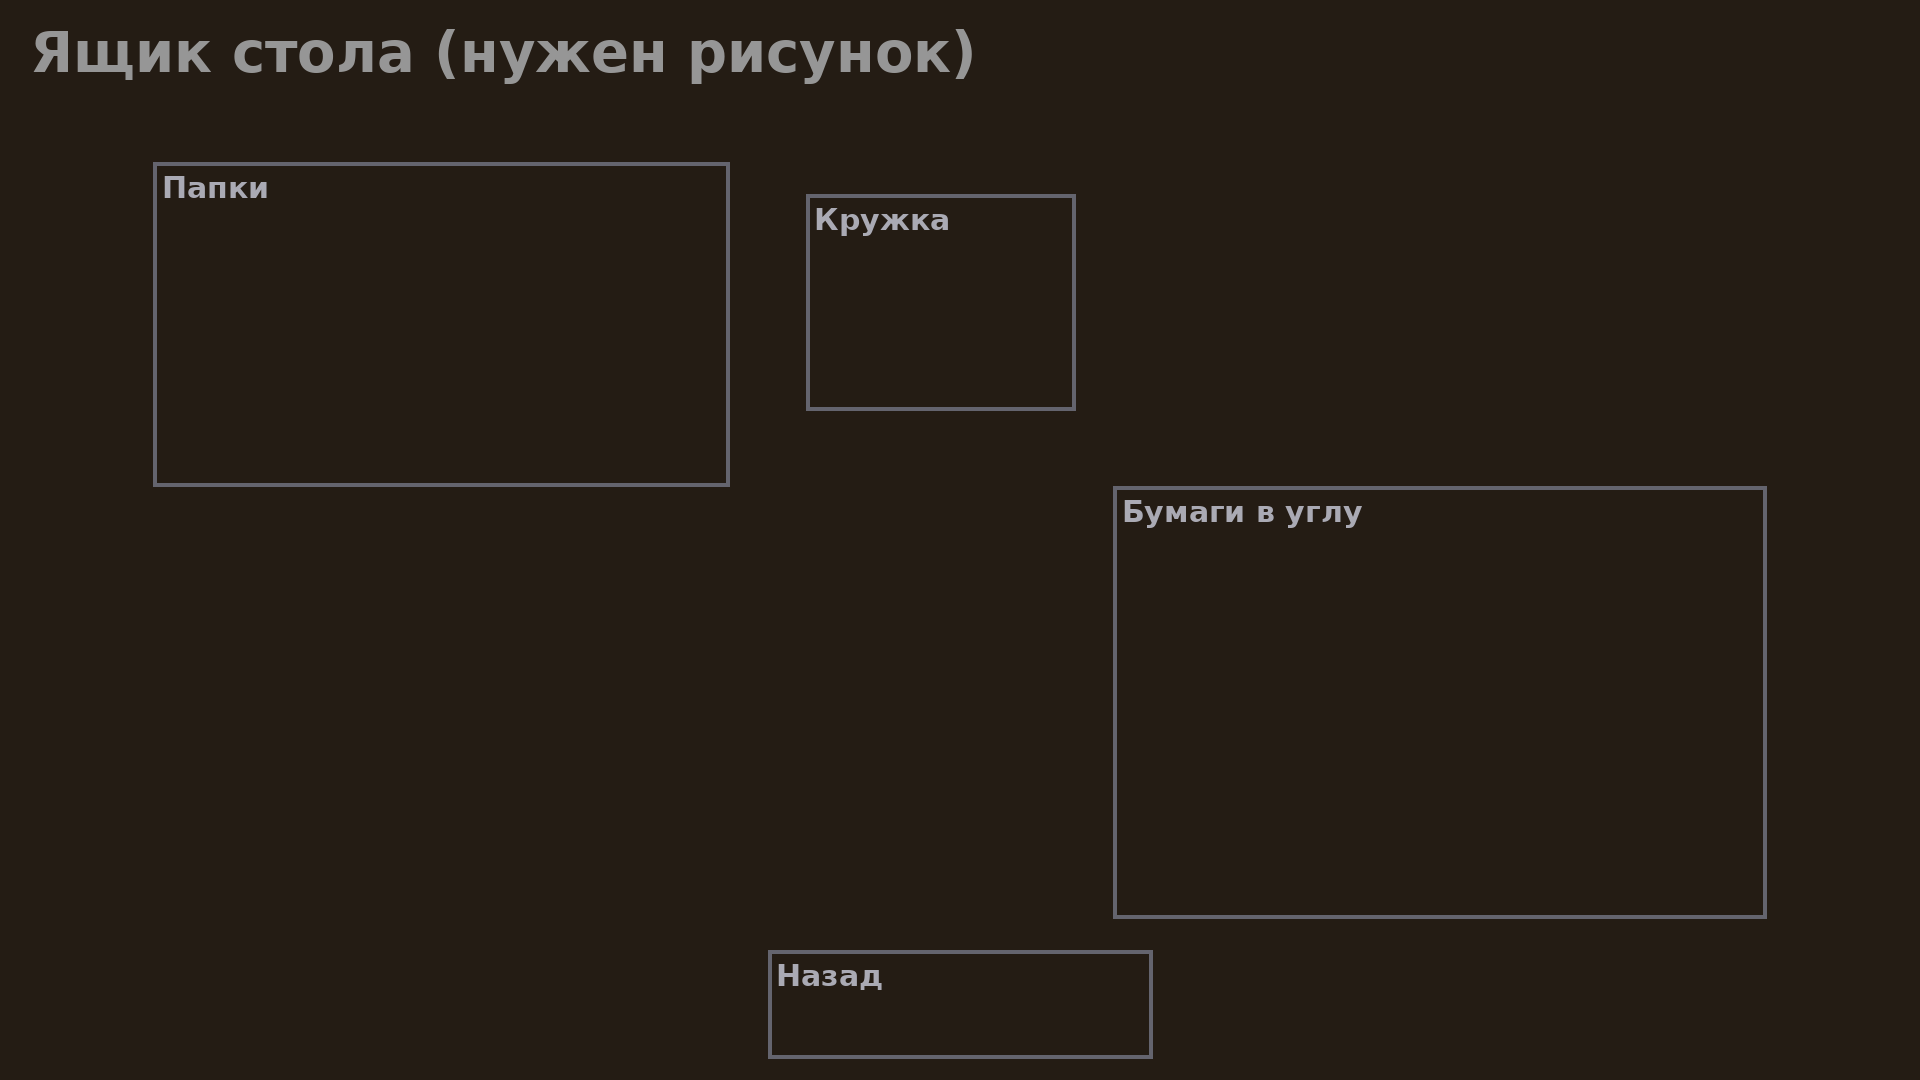 Ящик стола (нужен рисунок)
Папки
Кружка
Бумаги в углу
Назад